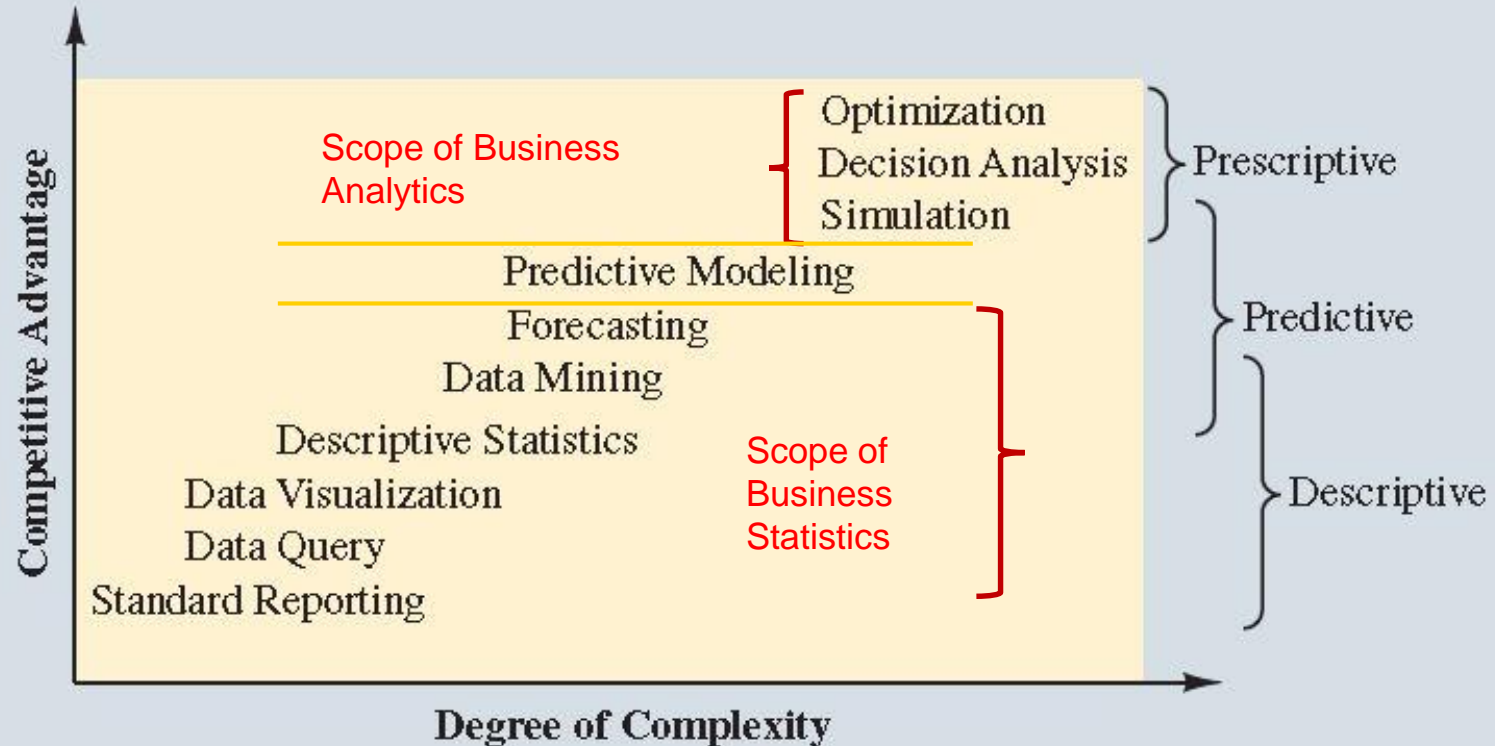 Competitive Advantage
Scope of Business
Analytics
Optimization
Decision Analysis
Simulation
Prescriptive
Predictive Modeling
Forecasting
Data Mining
Predictive
Descriptive Statistics
Data Visualization
Data Query
Standard Reporting
Scope of
Business
Statistics
Descriptive
Degree of Complexity